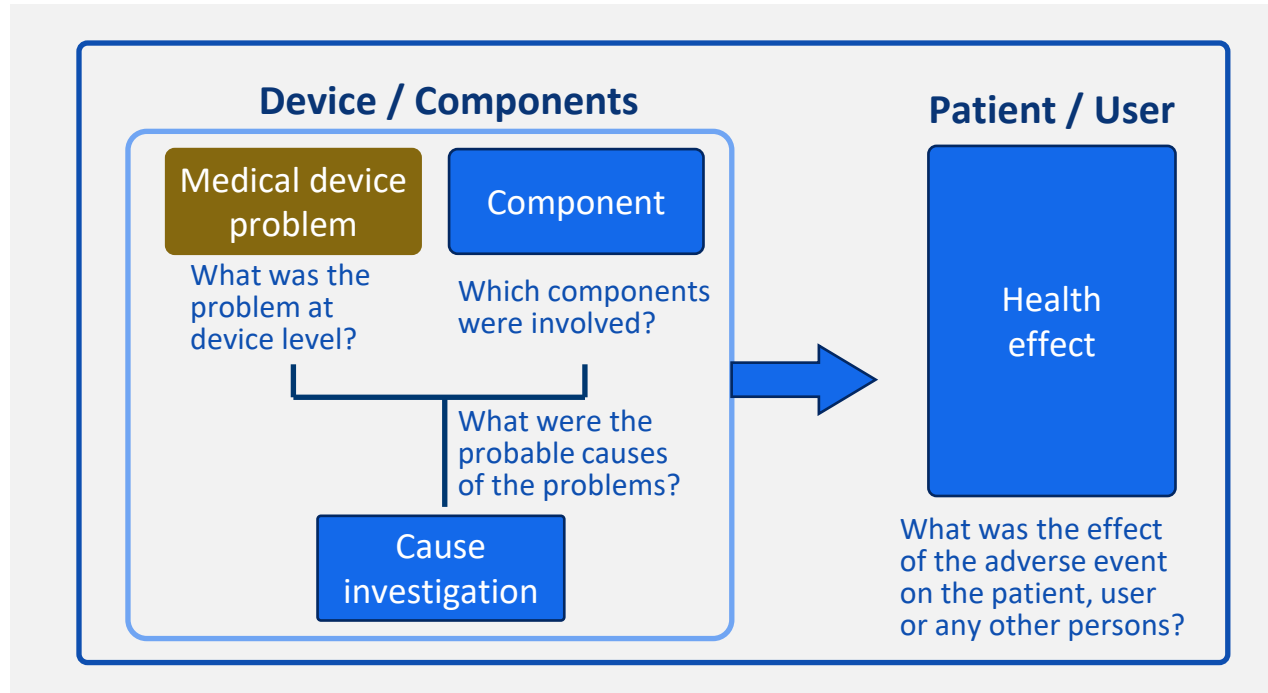 Device / Components
Medical device
problem
What was the
problem at
device level?
Component
Which components
were involved?
What were the
probable causes
of the problems?
Cause
investigation
Patient / User
Health
effect
What was the effect
of the adverse event
on the patient, user
or any other persons?